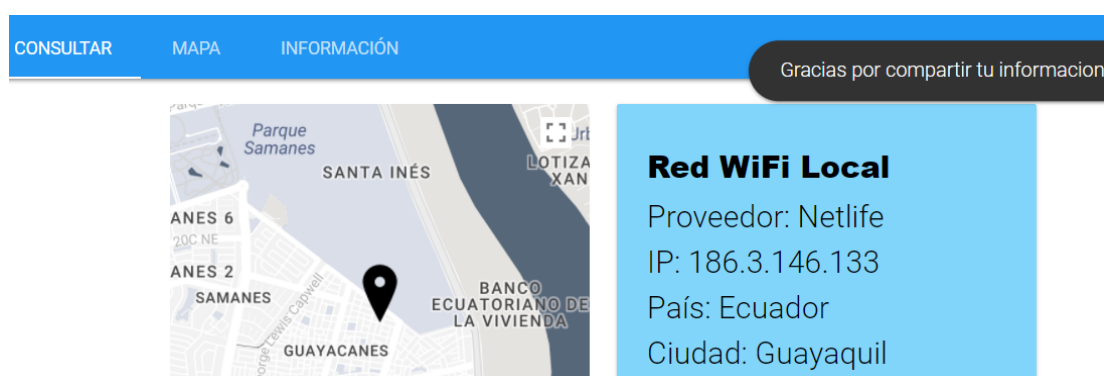 CONSULTAR
MAPA
INFORMACIÓN
Gracias por compartir tu informacion
Parque
Samanes
SANTA INÉS
LOTIZA
XAN
ANES 6
20C NE
ANES 2
SAMANES
BANCO
ECUATORIANO DE
LA VIVIENDA
GUAYACANES
Red WiFi Local
Proveedor: Netlife
IP: 186.3.146.133
País: Ecuador
Ciudad: Guayaquil